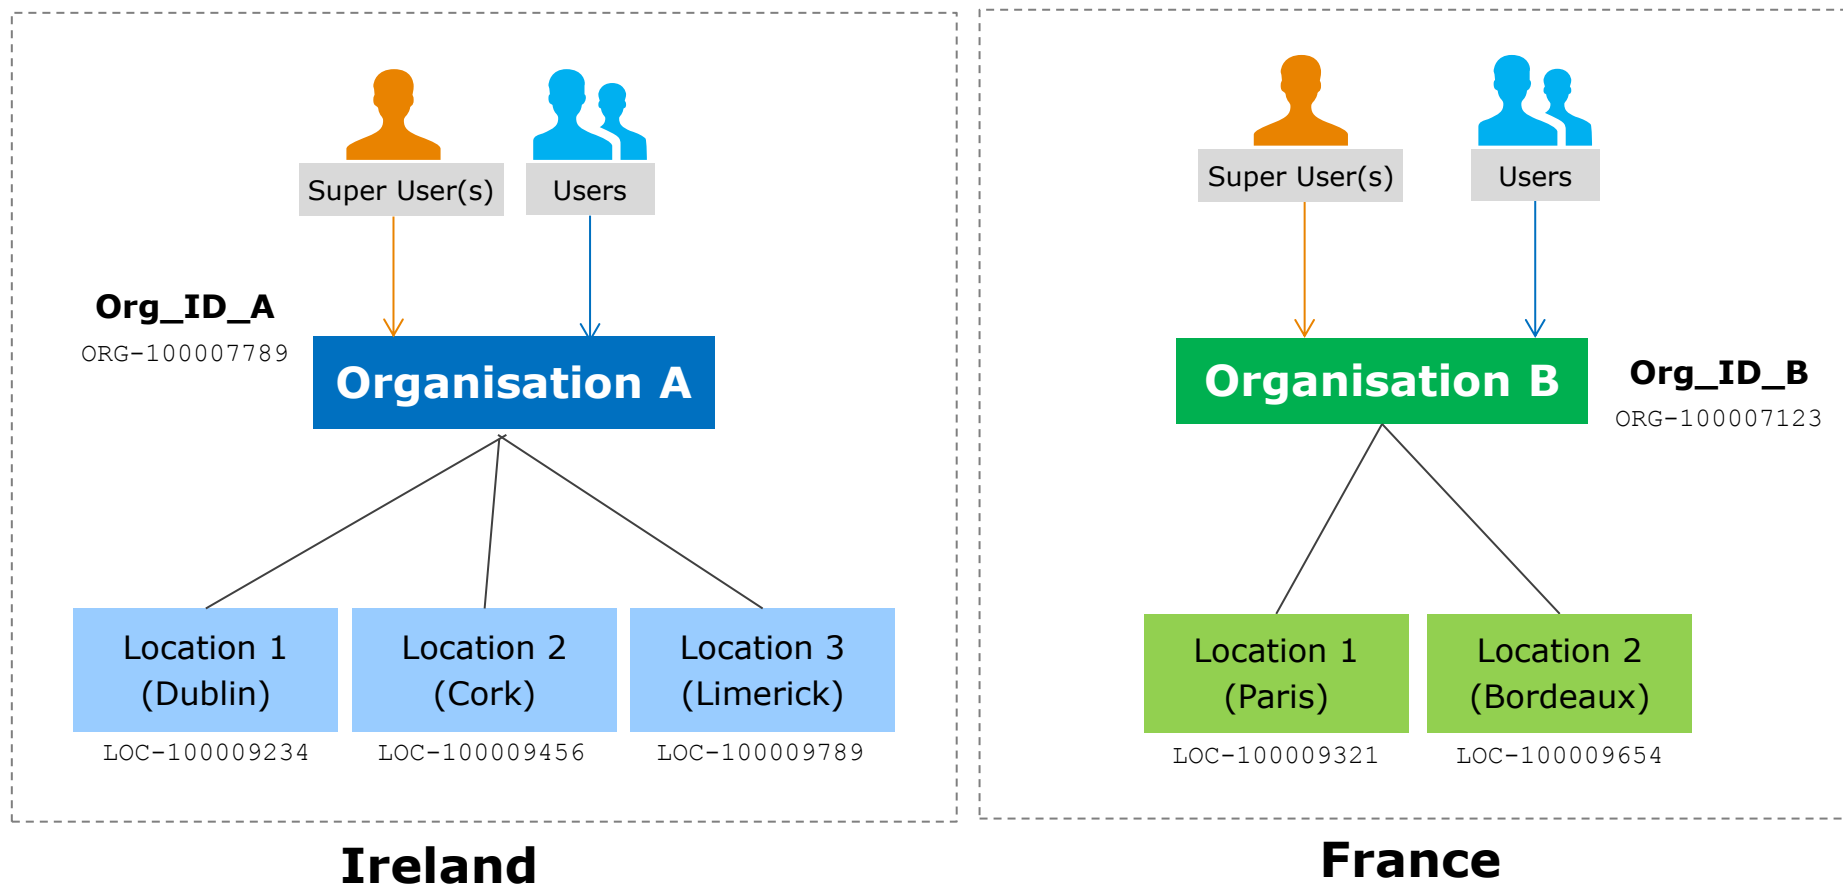 Super User(s)
Users
Org_ID_A
ORG-100007789
Organisation A
Location 1
(Dublin)
LOC-100009234
Location 2
(Cork)
LOC-100009456
Location 3
(Limerick)
LOC-100009789
Ireland
Super User(s)
Users
Organisation B
Org_ID_B
ORG-100007123
Location 1
(Paris)
LOC-100009321
Location 2
(Bordeaux)
LOC-100009654
France